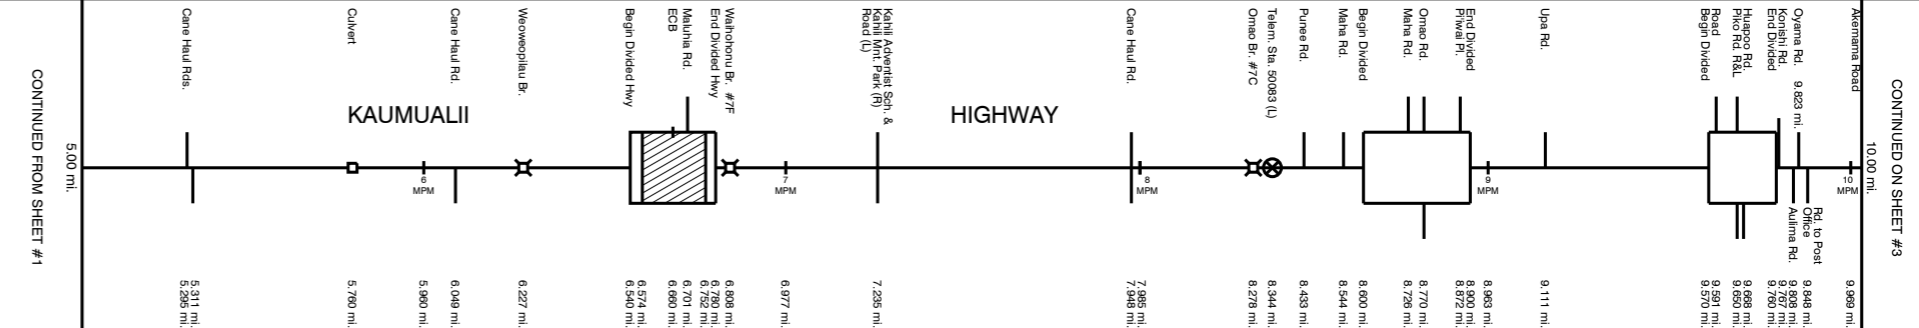 CONTINUED FROM SHEET #1
5.00 mi.
Cane Haul Rds.
Culvert
Cane Haul Rd.
Weoweopilau Br.
Begin Divided Hwy
ECB
Maluhia Rd.
End Divided Hwy
Waihohonu Br. #7F
Kahili Adventist Sch. &
Kahili Mnt. Park (R)
Road (L)
Cane Haul Rd.
Omao Br. #7C
Telem. Sta. 50083 (L)
Punee Rd.
Maha Rd.
Begin Divided
Maha Rd.
Omao Rd.
End Divided
Piiwai Pl.
Upa Rd.
Road
Begin Divided
Huapoo Rd.
Piko Rd. R&L
Konishi Rd.
End Divided
Oyama Rd. 9.823 mi.
Akemama Road
KAUMUALII
HIGHWAY
6
MPM
7
MPM
8
MPM
9
MPM
10
MPM
Aulima Rd.
Rd. to Post
Office
10.00 mi.
CONTINUED ON SHEET #3
5.295 mi.
5.311 mi.
5.760 mi.
5.960 mi.
6.049 mi.
6.227 mi.
6.540 mi.
6.574 mi.
6.660 mi.
6.701 mi.
6.752 mi.
6.780 mi.
6.808 mi.
6.977 mi.
7.235 mi.
7.948 mi.
7.985 mi.
8.278 mi.
8.344 mi.
8.433 mi.
8.544 mi.
8.600 mi.
8.726 mi.
8.770 mi.
8.872 mi.
8.900 mi.
8.963 mi.
9.111 mi.
9.570 mi.
9.591 mi.
9.650 mi.
9.668 mi.
9.760 mi.
9.767 mi.
9.808 mi.
9.848 mi.
9.969 mi.